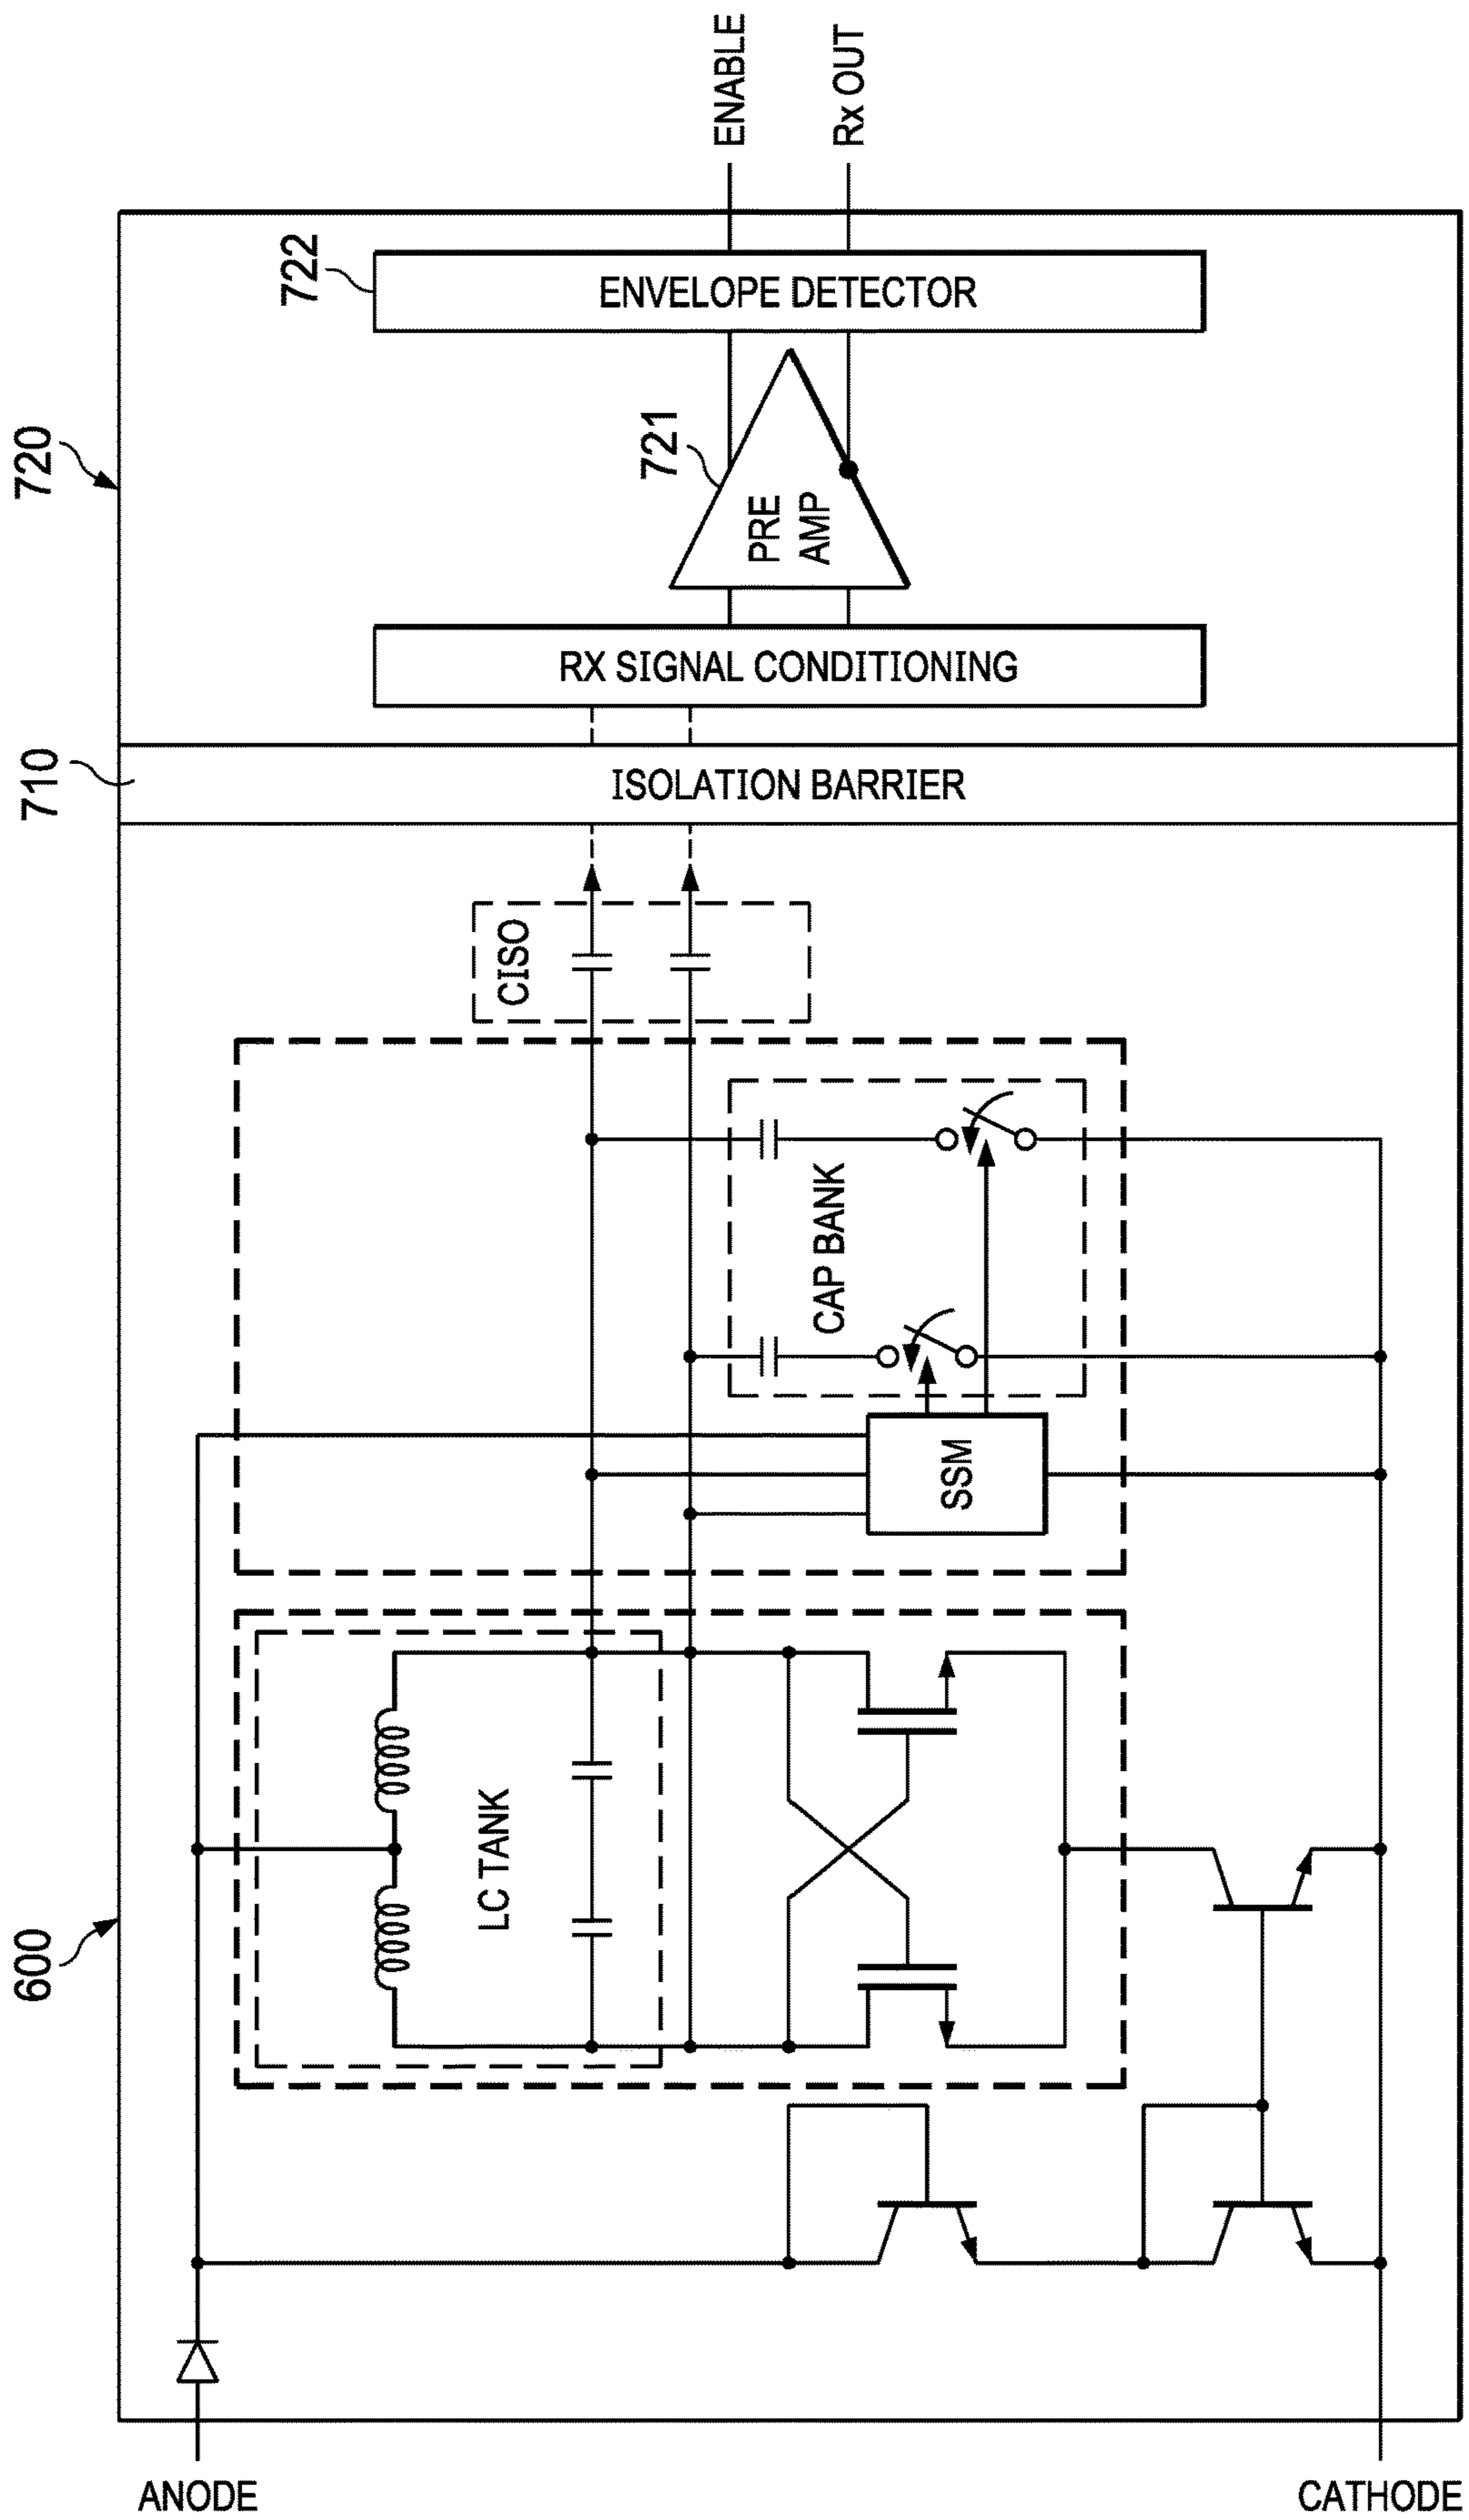 600
710
720
ANODE
CATHODE
LC TANK
SSM
CAP BANK
CISO
ISOLATION BARRIER
RX SIGNAL CONDITIONING
PRE
AMP
721
ENVELOPE DETECTOR
722
ENABLE
Rx OUT